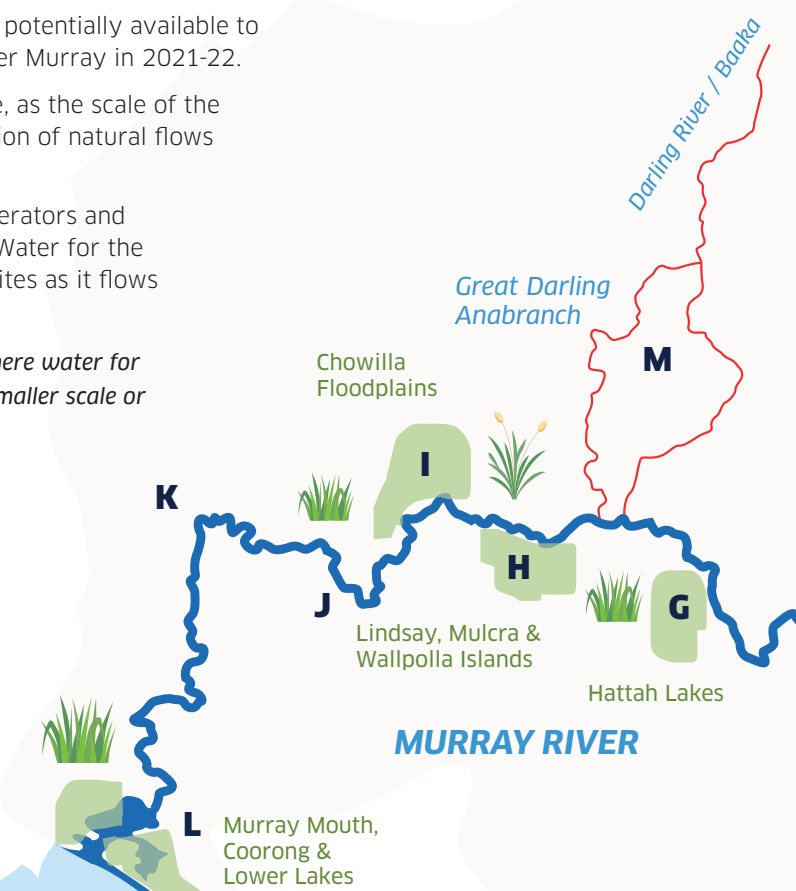 potentially available to
er Murray in 2021-22.
e, as the scale of the
ion of natural flows
erators and
Water for the
ites as it flows
here water for
maller scale or
Darling River / Baaka
Great Darling
Anabranch
M
Chowilla
Floodplains
I
K
H
J
G
Lindsay, Mulcra &
Wallpolla Islands
Hattah Lakes
MURRAY RIVER
L
Murray Mouth,
Coorong &
Lower Lakes